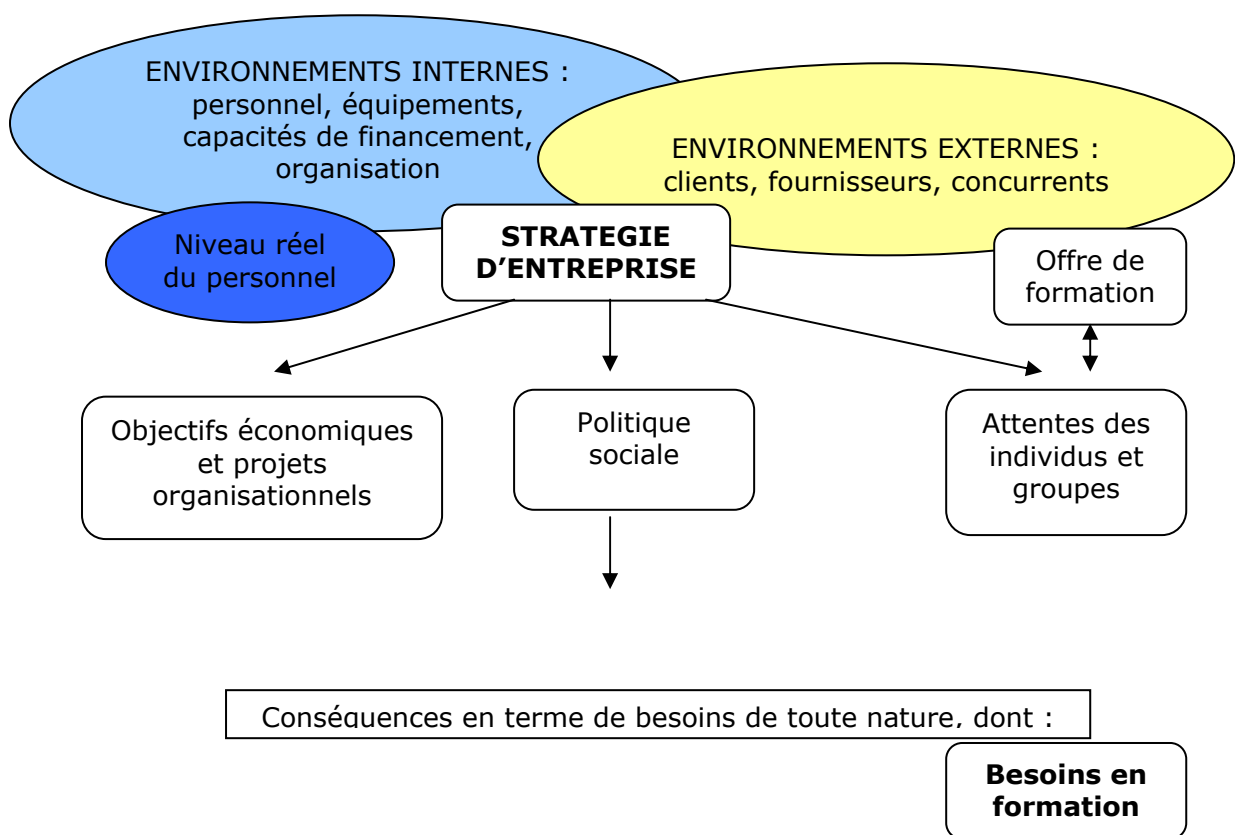 ENVIRONNEMENTS INTERNES :
personnel, équipements,
capacités de financement,
organisation
ENVIRONNEMENTS EXTERNES :
clients, fournisseurs, concurrents
Niveau réel
du personnel
STRATEGIE
D’ENTREPRISE
Offre de
formation
Objectifs économiques
et projets
organisationnels
Politique
sociale
Attentes des
individus et
groupes
Conséquences en terme de besoins de toute nature, dont :
Besoins en
formation